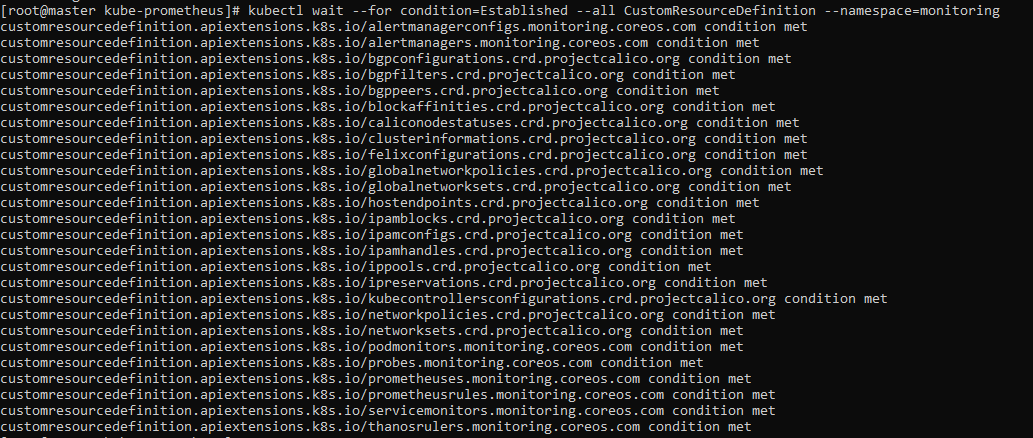 [root@master kube-prometheus]# kubectl wait --for condition=Established --all CustomResourceDefinition --namespace=monitoring
customresourcedefinition.apiextensions.k8s.io/alertmanagerconfigs.monitoring.coreos.com condition met
customresourcedefinition.apiextensions.k8s.io/alertmanagers.monitoring.coreos.com condition met
customresourcedefinition.apiextensions.k8s.io/bgpconfigurations.crd.projectcalico.org condition met
customresourcedefinition.apiextensions.k8s.io/bgpfilters.crd.projectcalico.org condition met
customresourcedefinition.apiextensions.k8s.io/bgppeers.crd.projectcalico.org condition met
customresourcedefinition.apiextensions.k8s.io/blockaffinities.crd.projectcalico.org condition met
customresourcedefinition.apiextensions.k8s.io/caliconodestatuses.crd.projectcalico.org condition met
customresourcedefinition.apiextensions.k8s.io/clusterinformations.crd.projectcalico.org condition met
customresourcedefinition.apiextensions.k8s.io/felixconfigurations.crd.projectcalico.org condition met
customresourcedefinition.apiextensions.k8s.io/globalnetworkpolicies.crd.projectcalico.org condition met
customresourcedefinition.apiextensions.k8s.io/globalnetworksets.crd.projectcalico.org condition met
customresourcedefinition.apiextensions.k8s.io/hostendpoints.crd.projectcalico.org condition met
customresourcedefinition.apiextensions.k8s.io/ipamblocks.crd.projectcalico.org condition met
customresourcedefinition.apiextensions.k8s.io/ipamconfigs.crd.projectcalico.org condition met
customresourcedefinition.apiextensions.k8s.io/ipamhandles.crd.projectcalico.org condition met
customresourcedefinition.apiextensions.k8s.io/ippools.crd.projectcalico.org condition met
customresourcedefinition.apiextensions.k8s.io/ipreservations.crd.projectcalico.org condition met
customresourcedefinition.apiextensions.k8s.io/kubecontrollersconfigurations.crd.projectcalico.org condition met
customresourcedefinition.apiextensions.k8s.io/networkpolicies.crd.projectcalico.org condition met
customresourcedefinition.apiextensions.k8s.io/networksets.crd.projectcalico.org condition met
customresourcedefinition.apiextensions.k8s.io/podmonitors.monitoring.coreos.com condition met
customresourcedefinition.apiextensions.k8s.io/probes.monitoring.coreos.com condition met
customresourcedefinition.apiextensions.k8s.io/prometheuses.monitoring.coreos.com condition met
customresourcedefinition.apiextensions.k8s.io/prometheusrules.monitoring.coreos.com condition met
customresourcedefinition.apiextensions.k8s.io/servicemonitors.monitoring.coreos.com condition met
customresourcedefinition.apiextensions.k8s.io/thanosrulers.monitoring.coreos.com condition met